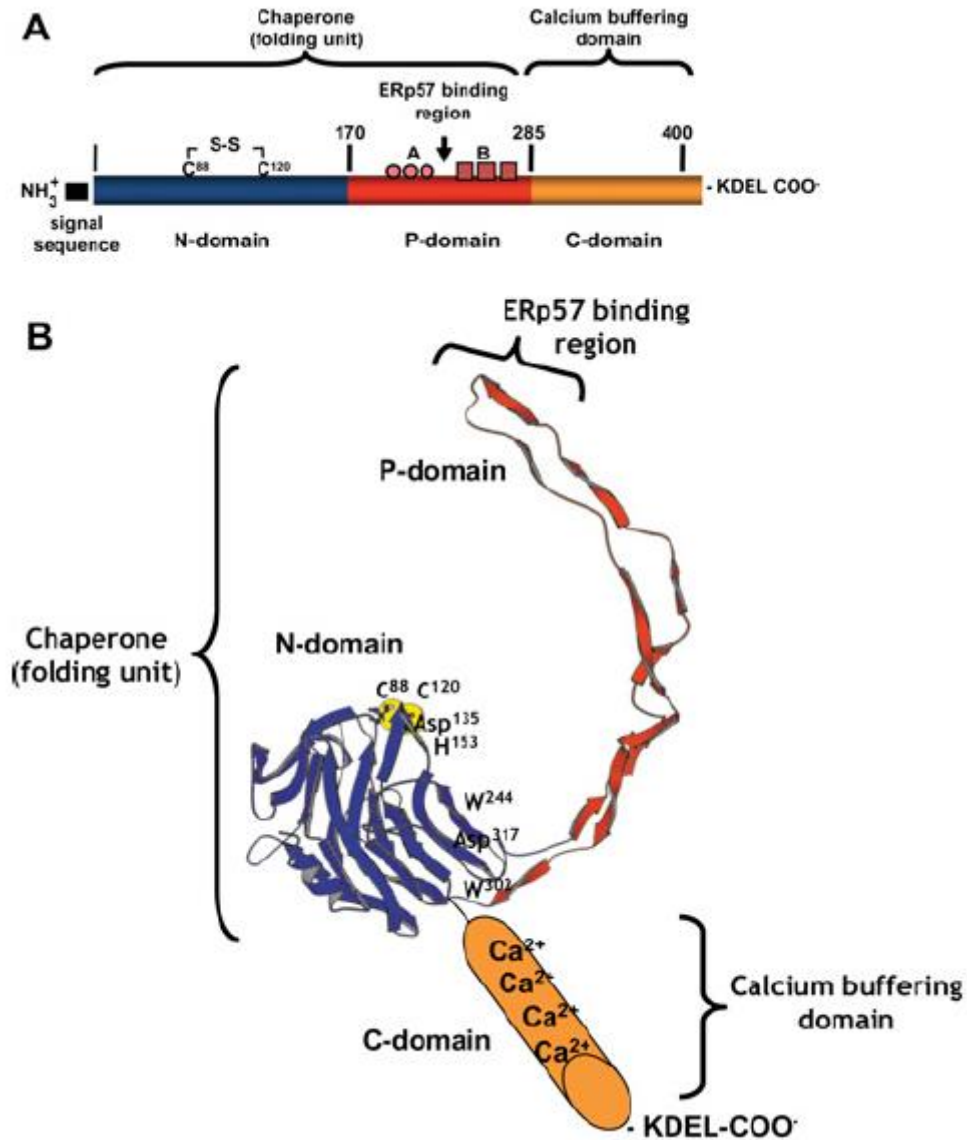 A
Chaperone
(folding unit)
Calcium buffering
domain
ERp57 binding
region
170
285
400
S-S
C88
C120
A
B
NH3+
signal
sequence
N-domain
P-domain
C-domain
- KDEL COO-
B
ERp57 binding
region
P-domain
Chaperone
(folding unit)
N-domain
C88 C120
Asp135
H153
W244
Asp317
W302
Ca2+
Ca2+
Ca2+
Ca2+
Calcium buffering
domain
C-domain
- KDEL-COO-